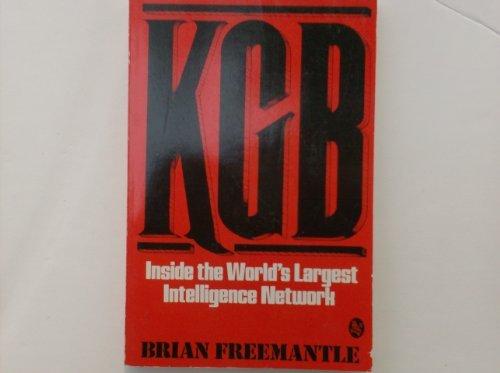 KGB
Inside the World's Largest
Intelligence Network
BRIAN FREEMANTLE